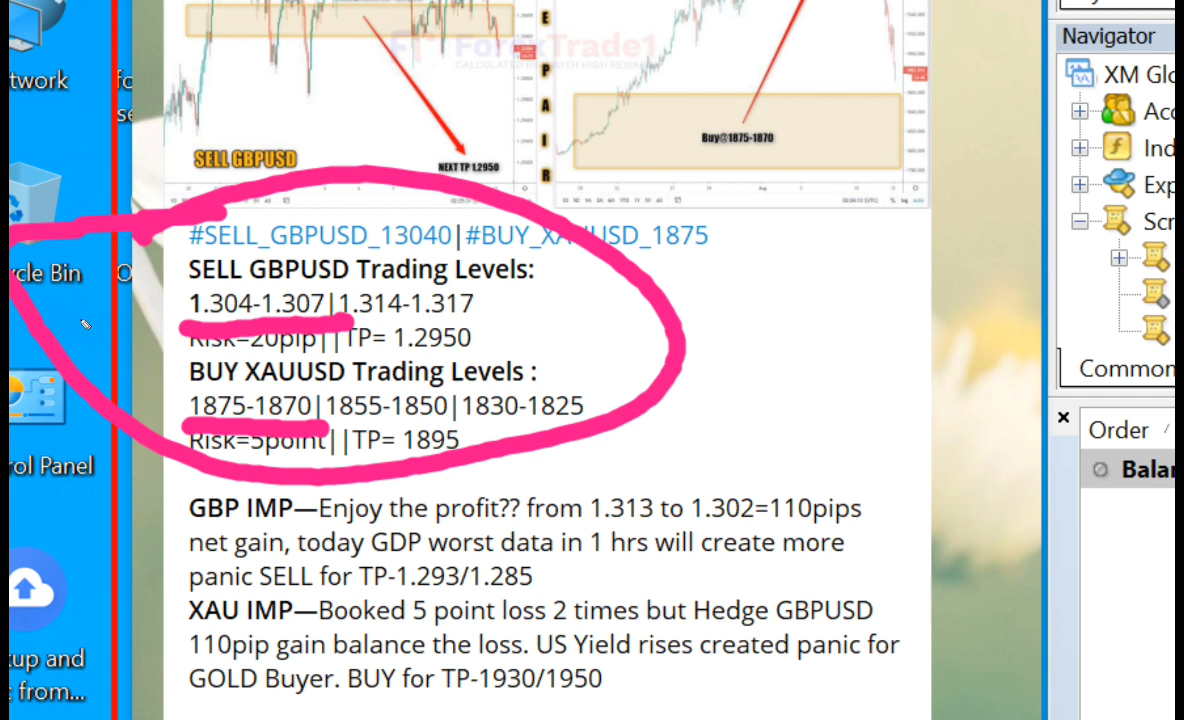 E
P
A
I
R
ForexTrade1
SELL GBPUSD
NEXT TP 1.2950
Buy@1875-1870
#SELL_GBPUSD_13040|#BUY_XAUUSD_1875
SELL GBPUSD Trading Levels:
1.304-1.307|1.314-1.317
Risk=20pip||TP= 1.2950
BUY XAUUSD Trading Levels :
1875-1870|1855-1850|1830-1825
Risk=5point||TP= 1895
GBP IMP—Enjoy the profit?? from 1.313 to 1.302=110pips
net gain, today GDP worst data in 1 hrs will create more
panic SELL for TP-1.293/1.285
XAU IMP—Booked 5 point loss 2 times but Hedge GBPUSD
110pip gain balance the loss. US Yield rises created panic for
GOLD Buyer. BUY for TP-1930/1950
twork
cle Bin
rol Panel
up and
from...
Navigator
XM Glo
Acc
Ind
Exp
Scr
Common
Order
Balan